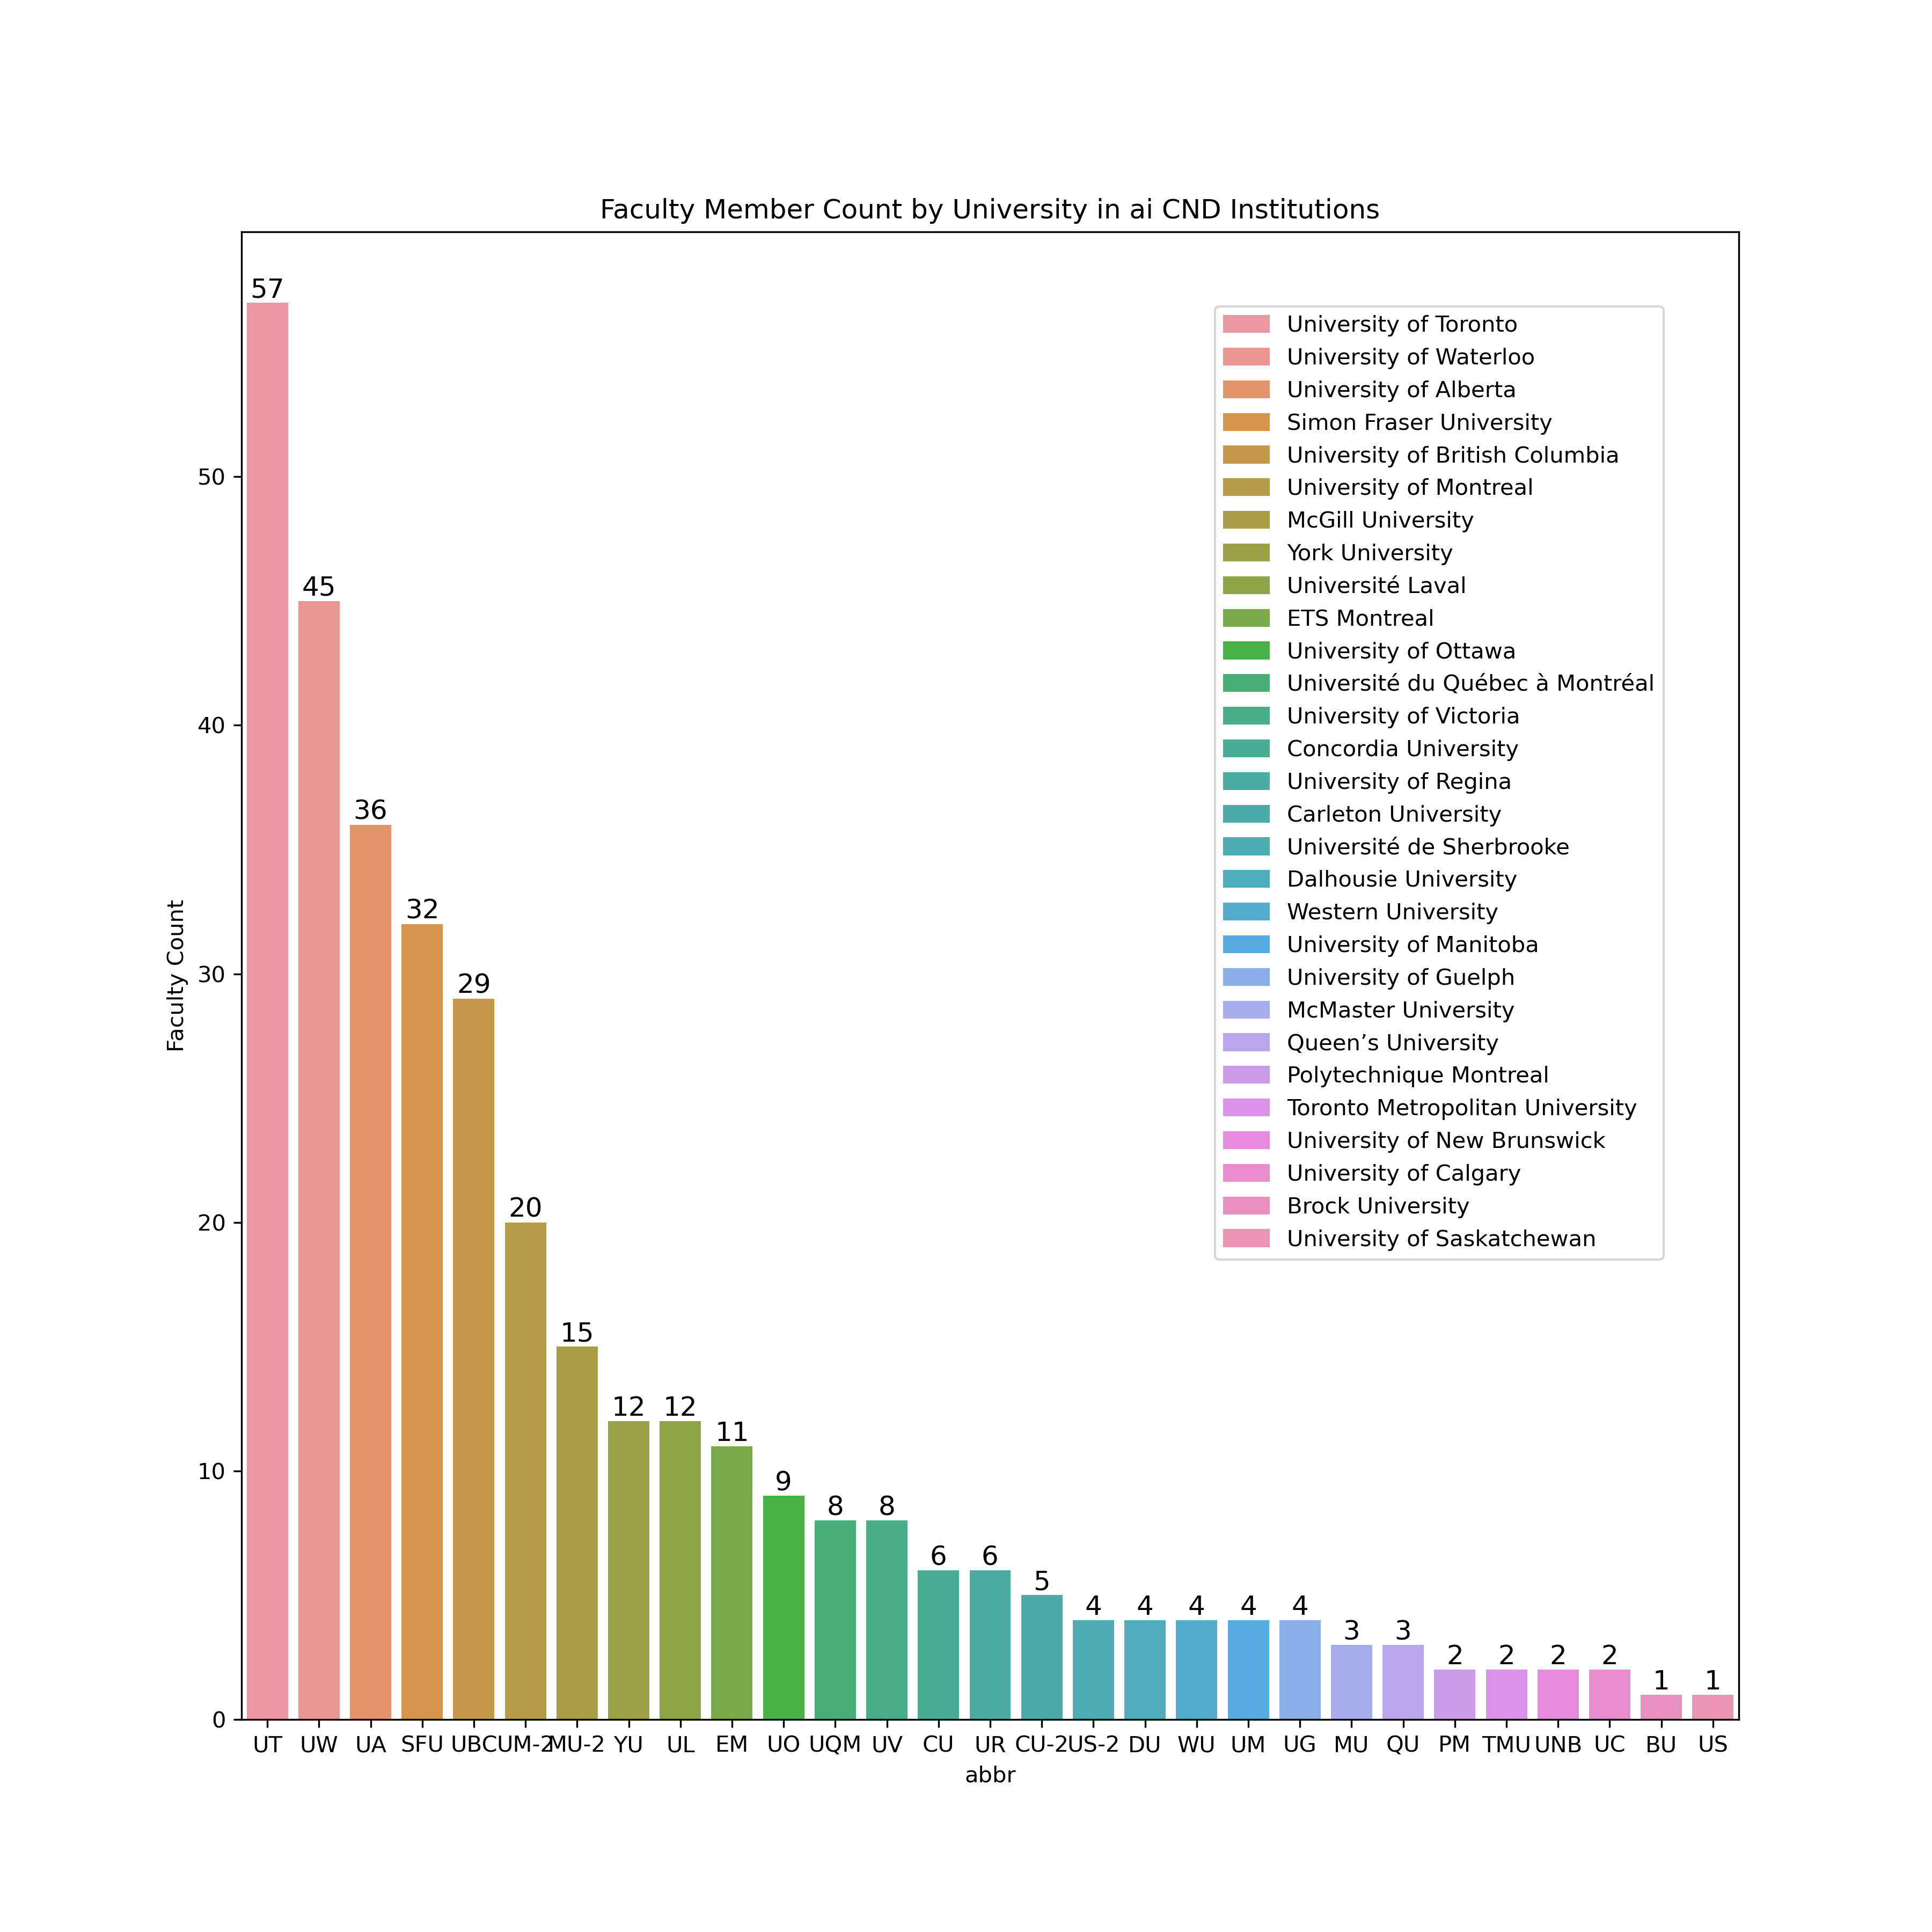 Faculty Member Count by University in ai CND Institutions
57
45
36
32
29
20
15
12
12
11
9
8
8
6
6
5
4
4
4
4
4
3
3
2
2
2
2
1
1
University of Toronto
University of Waterloo
University of Alberta
Simon Fraser University
University of British Columbia
University of Montreal
McGill University
York University
Université Laval
ETS Montreal
University of Ottawa
Université du Québec à Montréal
University of Victoria
Concordia University
University of Regina
Carleton University
Université de Sherbrooke
Dalhousie University
Western University
University of Manitoba
University of Guelph
McMaster University
Queen’s University
Polytechnique Montreal
Toronto Metropolitan University
University of New Brunswick
University of Calgary
Brock University
University of Saskatchewan
Faculty Count
50
40
30
20
10
0
UT UW UA SFU UBC UM-2 MU-2 YU UL EM UO UQM UV CU UR CU-2 US-2 DU WU UM UG MU QU PM TMU UNB UC BU US
abbr